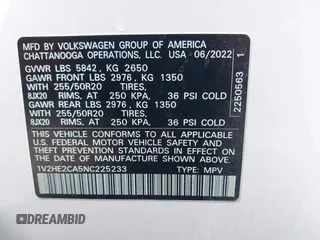 MFD BY VOLKSWAGEN GROUP OF AMERICA
CHATTANOOGA OPERATIONS, LLC. USA 06/2022
GVWR LBS 5842, KG 2650
GAWR FRONT LBS 2976, KG 1350
255/50R20 TIRES, WITH
8JX20 RIMS, AT 250 KPA, 36 PSI COLD
GAWR REAR LBS 2976, KG 1350
255/50R20 TIRES, WITH
8JX20 RIMS, AT 250 KPA, 36 PSI COLD
THIS VEHICLE CONFORMS TO ALL APPLICABLE
U.S. FEDERAL MOTOR VEHICLE SAFETY
STANDARDS IN EFFECT ON THE DATE OF
MANUFACTURE SHOWN ABOVE.
1V2HE2CA5NC225233 TYPE: MPV
2250563
1
BIDREAMBID